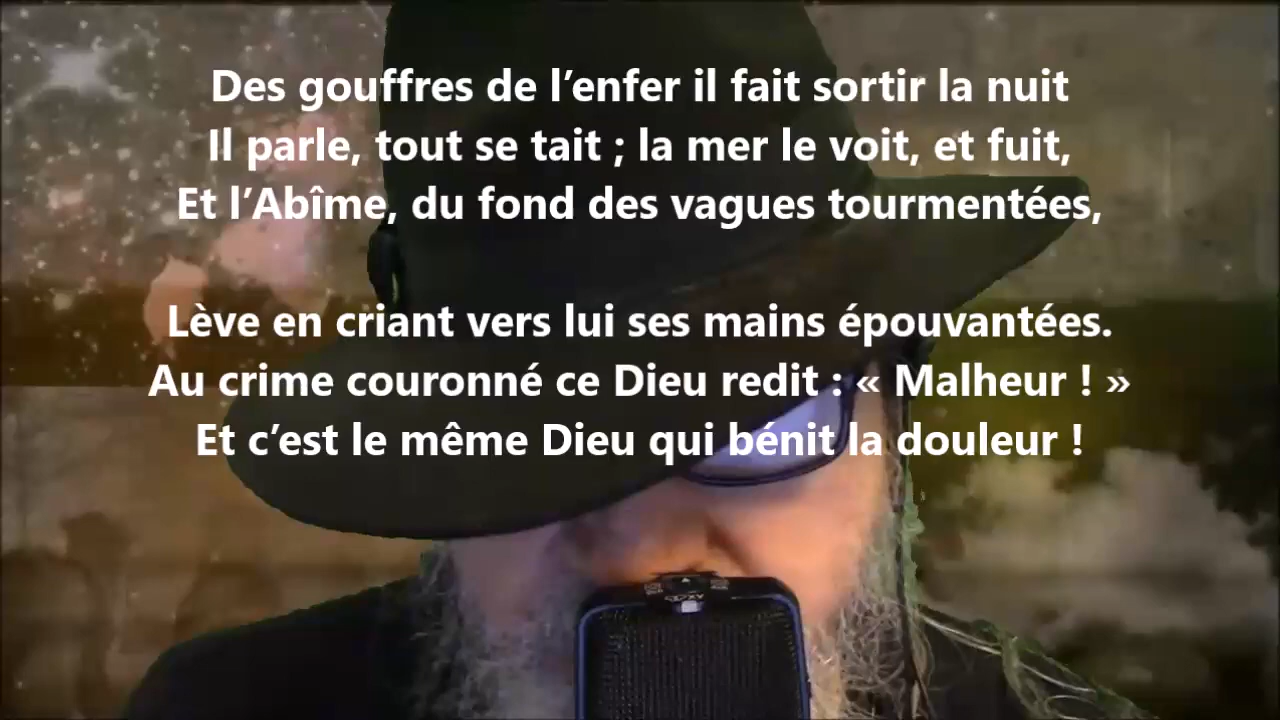 Des gouffres de l’enfer il fait sortir la nuit
Il parle, tout se tait ; la mer le voit, et fuit,
Et l’Abîme, du fond des vagues tourmentées,
Lève en criant vers lui ses mains épouvantées.
Au crime couronné ce Dieu redit : « Malheur ! »
Et c’est le même Dieu qui bénit la douleur !